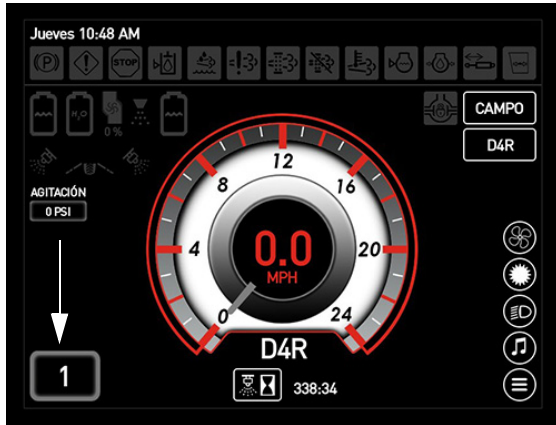 Jueves 10:48 AM
P
STOP
H₂O
0 %
CAMPO
D4R
AGITACIÓN
0 PSI
0
4
8
12
16
20
24
0.0
MPH
D4R
1
338:34